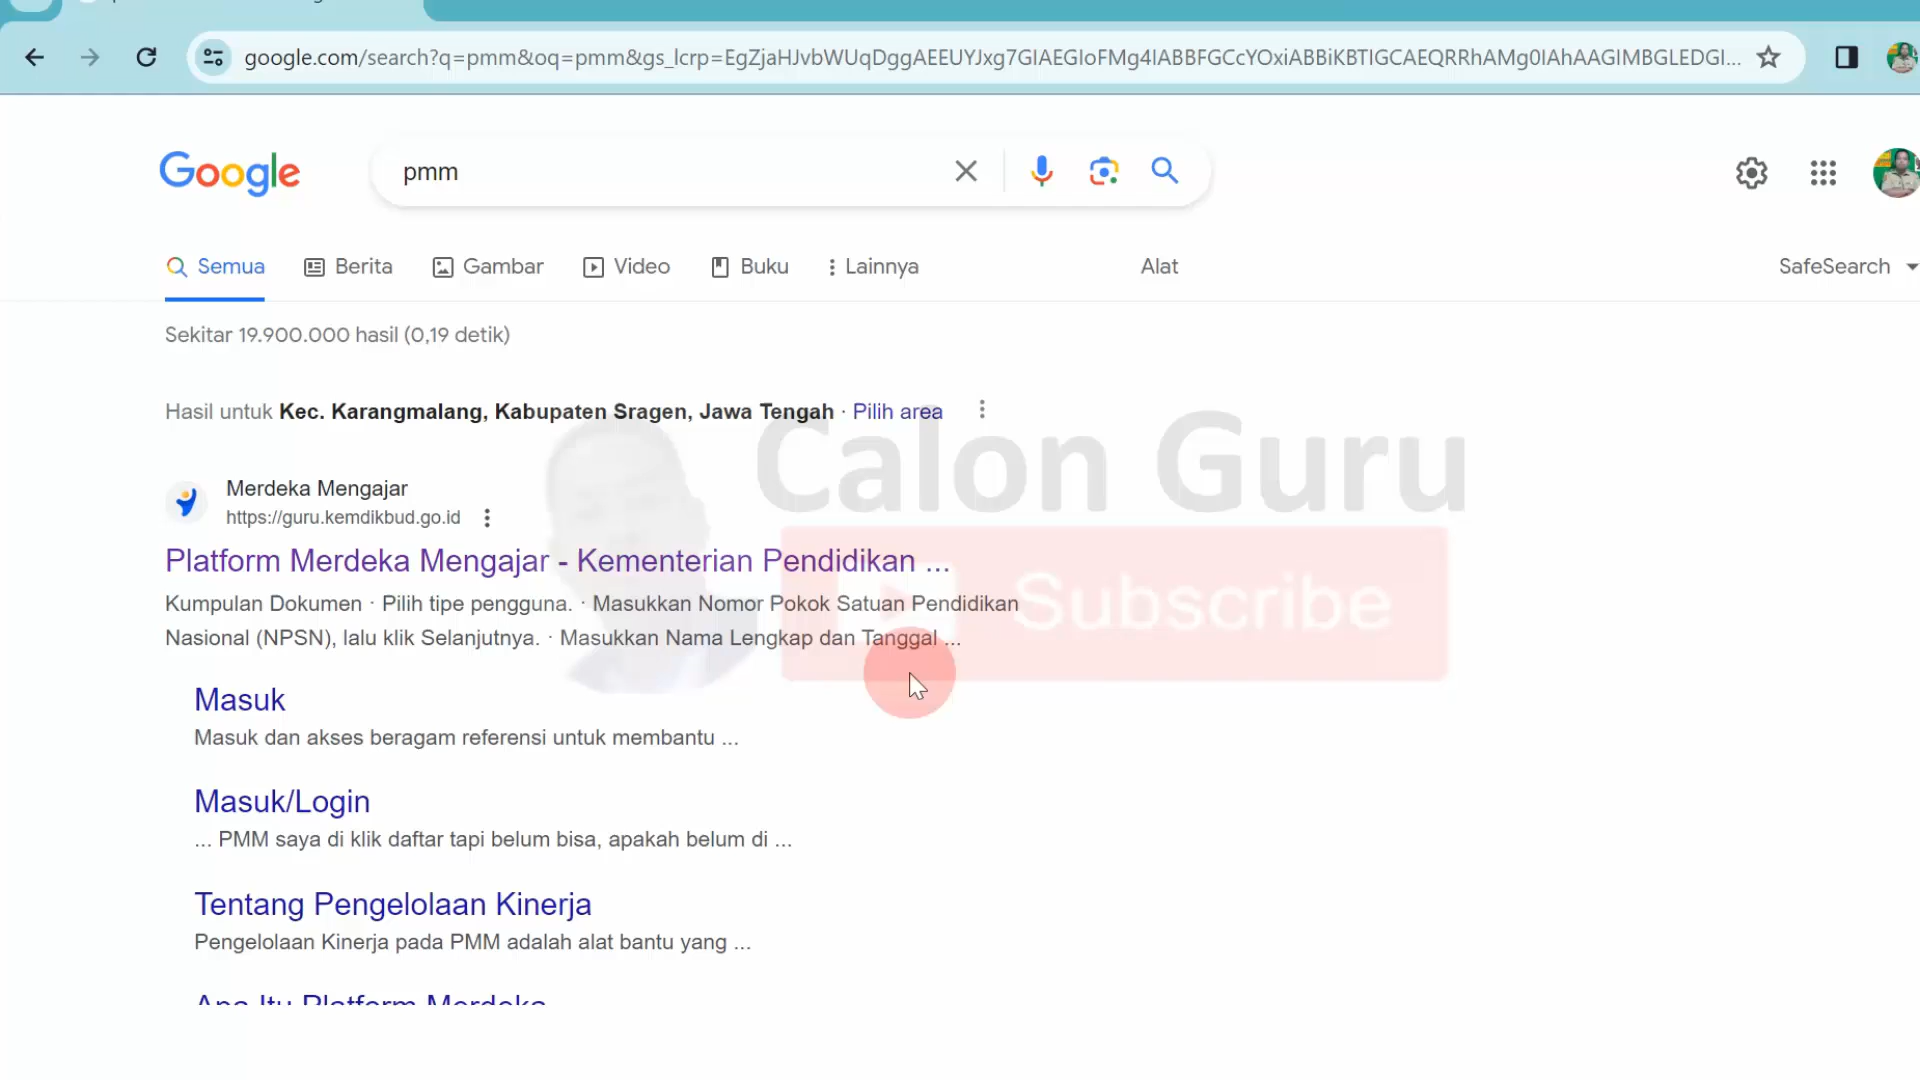 google.com/search?q=pmm&oq=pmm&gs_lcrp=EgZjaHJvbWUqDggAEEUYJxg7GIAEGIoFMg4IABBFGCcYOxiABBiKBTIGCAEQRRhAMg0IAhAAGIMBGLEDGI...
Google
pmm
Semua
Berita
Gambar
Video
Buku
Lainnya
Alat
SafeSearch
Sekitar 19.900.000 hasil (0,19 detik)
Hasil untuk Kec. Karangmalang, Kabupaten Sragen, Jawa Tengah · Pilih area
Calon Guru
Subscribe
Merdeka Mengajar
https://guru.kemdikbud.go.id
Platform Merdeka Mengajar - Kementerian Pendidikan ...
Kumpulan Dokumen · Pilih tipe pengguna. · Masukkan Nomor Pokok Satuan Pendidikan
Nasional (NPSN), lalu klik Selanjutnya. · Masukkan Nama Lengkap dan Tanggal ...
Masuk
Masuk dan akses beragam referensi untuk membantu ...
Masuk/Login
... PMM saya di klik daftar tapi belum bisa, apakah belum di ...
Tentang Pengelolaan Kinerja
Pengelolaan Kinerja pada PMM adalah alat bantu yang ...
Apa Itu Platform Merdeka